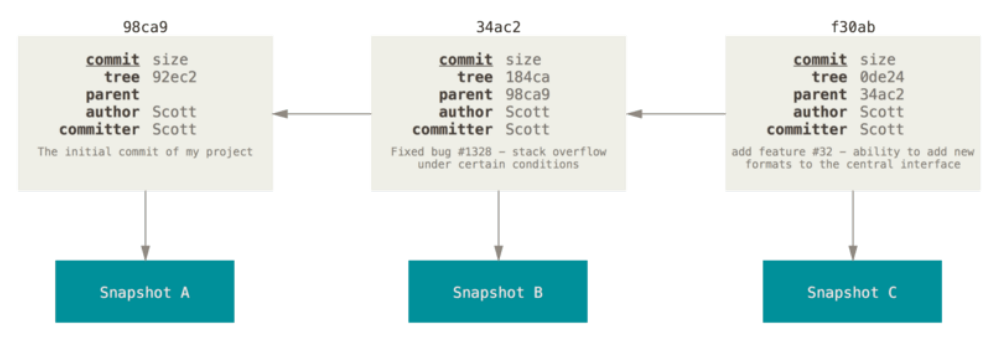 98ca9
commit size
tree 92ec2
parent
author Scott
committer Scott
The initial commit of my project
Snapshot A
34ac2
commit size
tree 184ca
parent 98ca9
author Scott
committer Scott
Fixed bug #1328 – stack overflow
under certain conditions
Snapshot B
f30ab
commit size
tree 0de24
parent 34ac2
author Scott
committer Scott
add feature #32 – ability to add new
formats to the central interface
Snapshot C